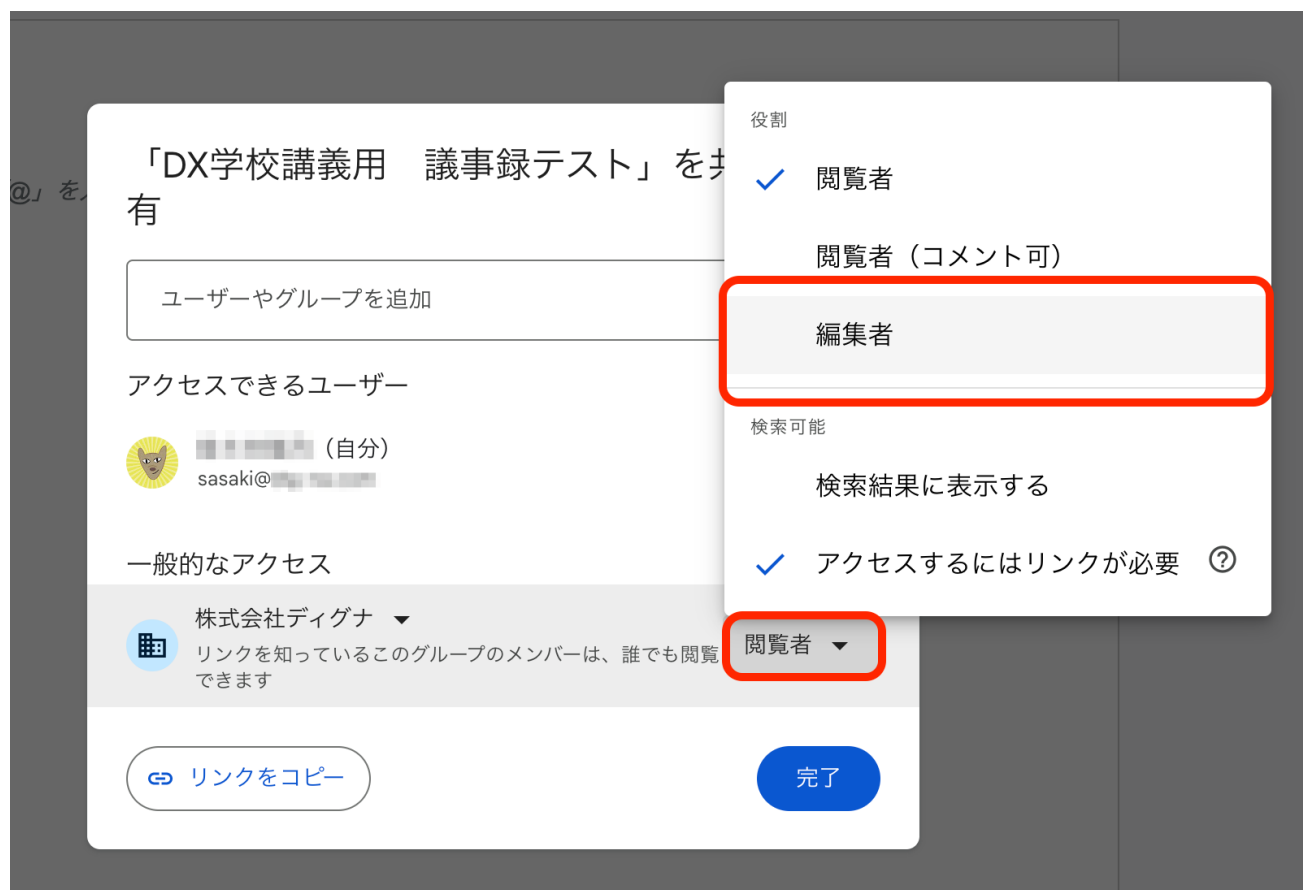 @」を
「DX学校講義用　議事録テスト」を共
有
ユーザーやグループを追加
アクセスできるユーザー
（自分）
sasaki@
一般的なアクセス
株式会社ディグナ
リンクを知っているこのグループのメンバーは、誰でも閲覧
できます
閲覧者
リンクをコピー
完了
役割
閲覧者
閲覧者（コメント可）
編集者
検索可能
検索結果に表示する
アクセスするにはリンクが必要